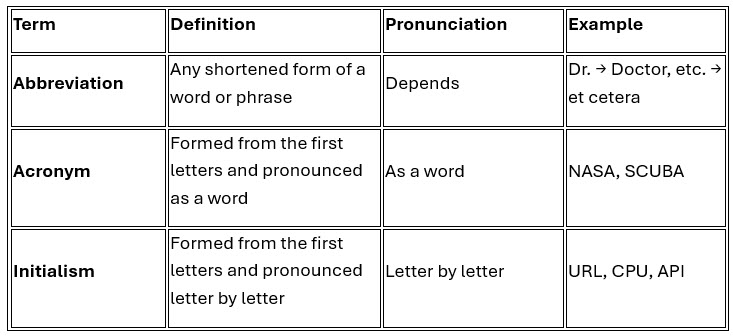 Term Definition Pronunciation Example
Abbreviation
Any shortened form of a
word or phrase
Depends
Dr. → Doctor, etc. →
et cetera
Acronym
Formed from the first
letters and pronounced
as a word
As a word
NASA, SCUBA
Initialism
Formed from the first
letters and pronounced
letter by letter
Letter by letter
URL, CPU, API